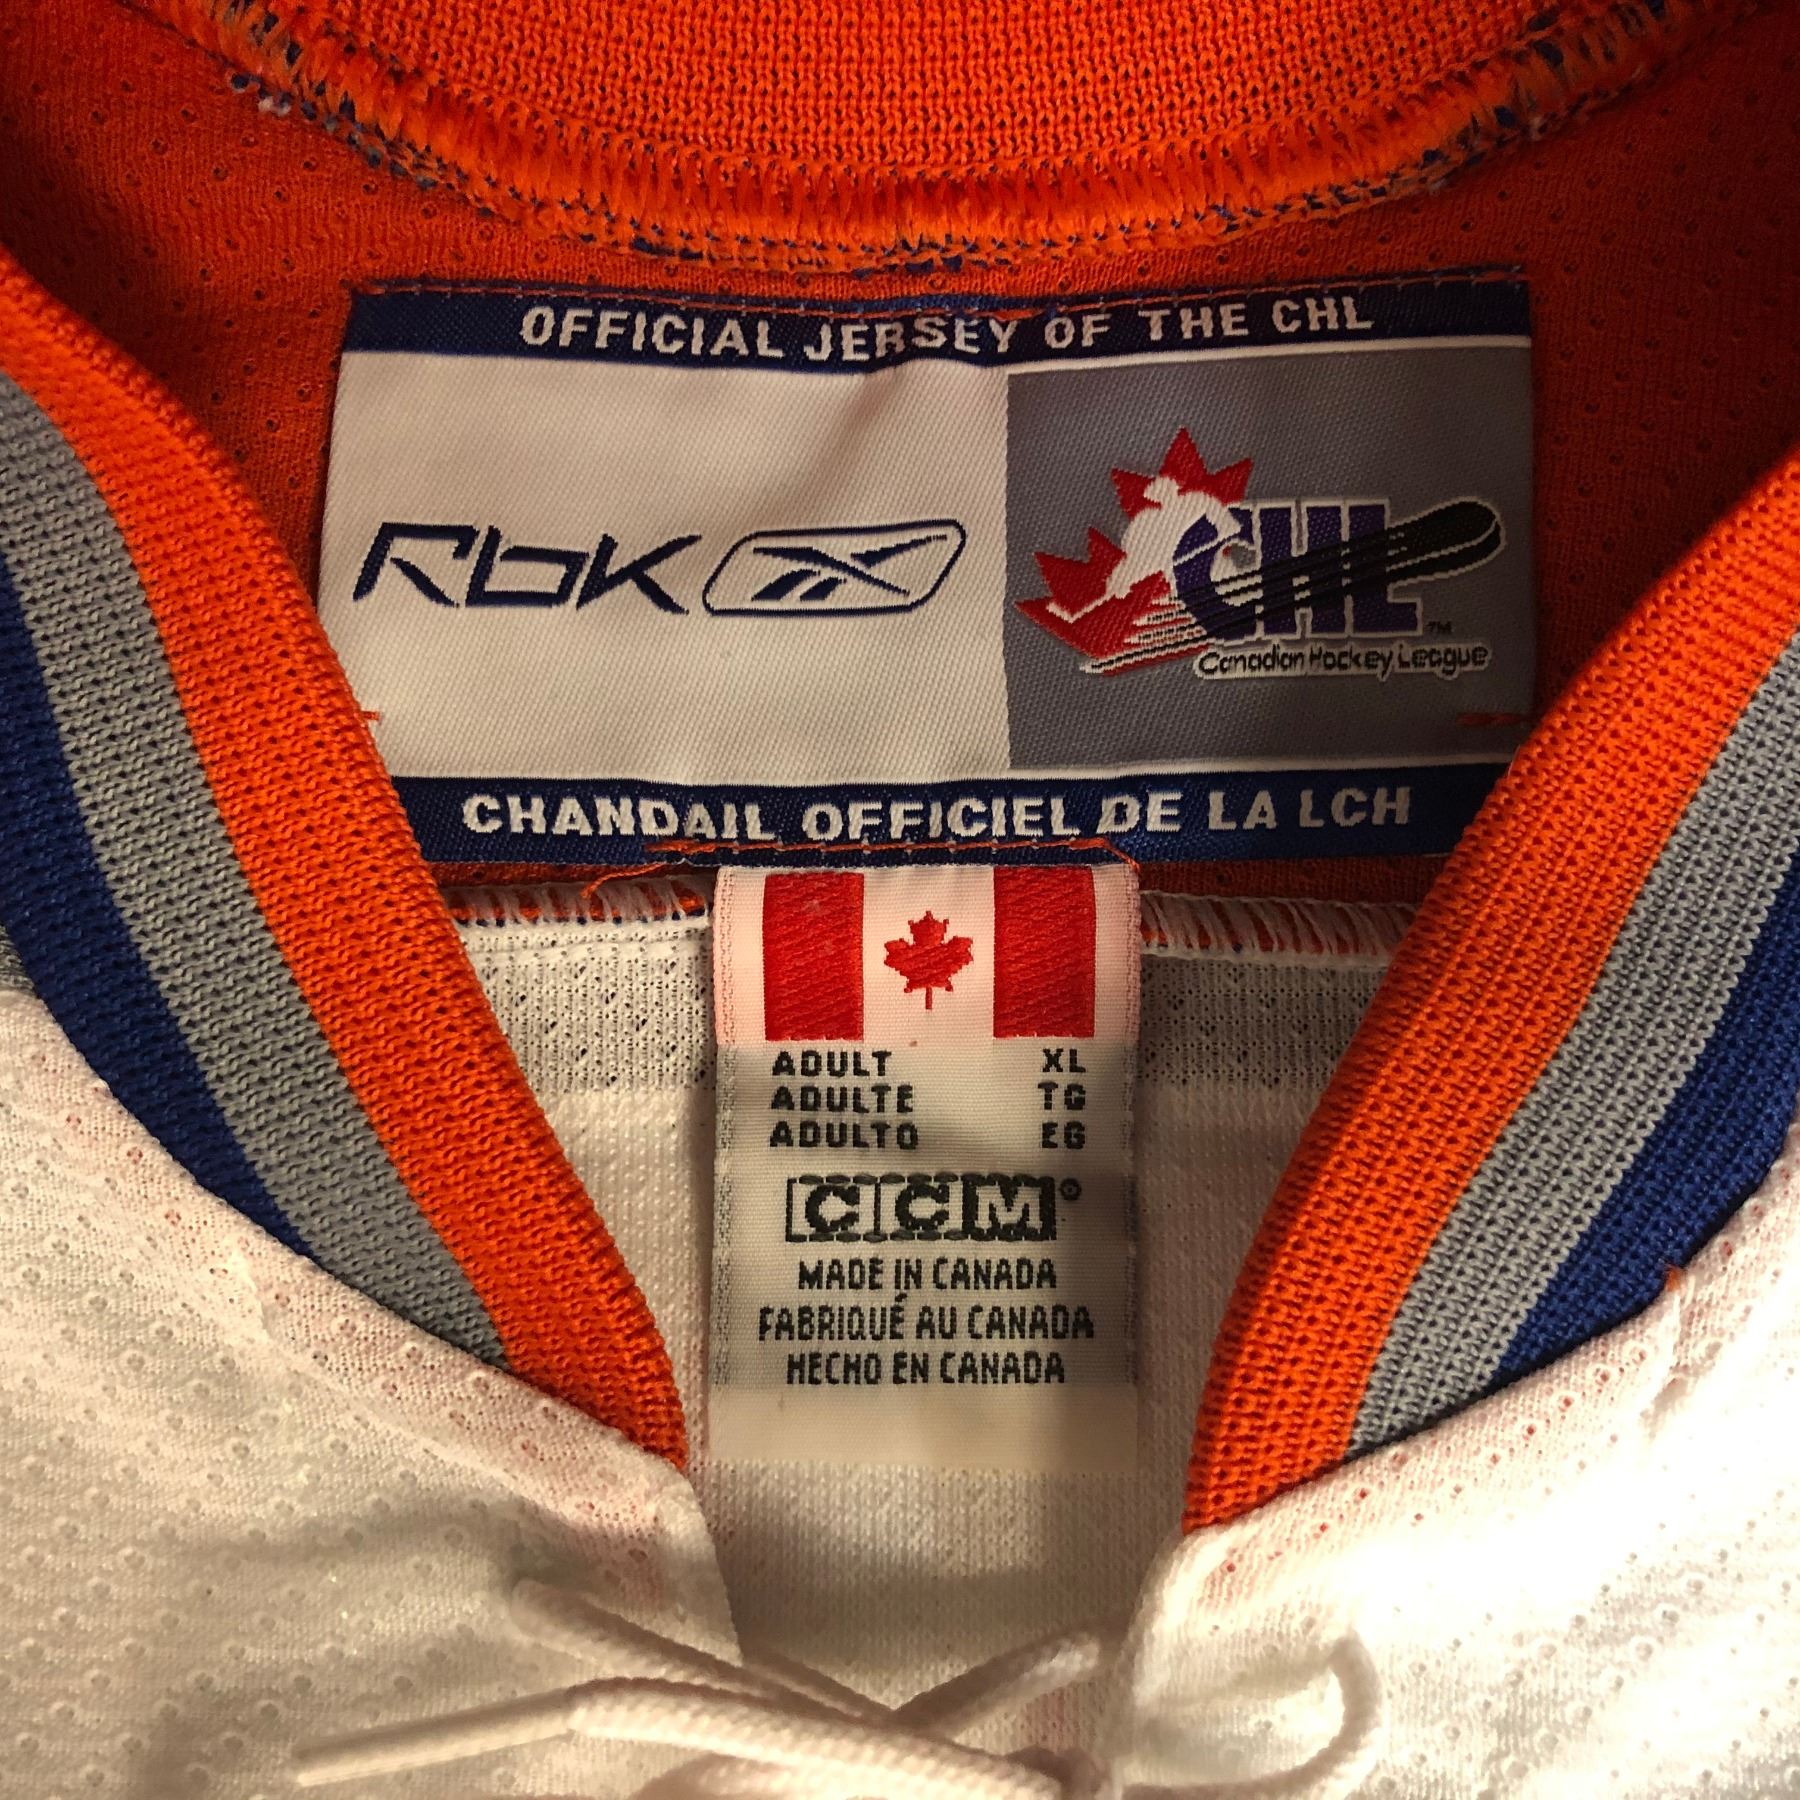 OFFICIAL JERSEY OF THE CHL
Rbk
CHL TM
Canadian Hockey League
CHANDAIL OFFICIEL DE LA LCH
ADULT XL
ADULTE TG
ADULTO EG
CCM®
MADE IN CANADA
FABRIQUÉ AU CANADA
HECHO EN CANADA